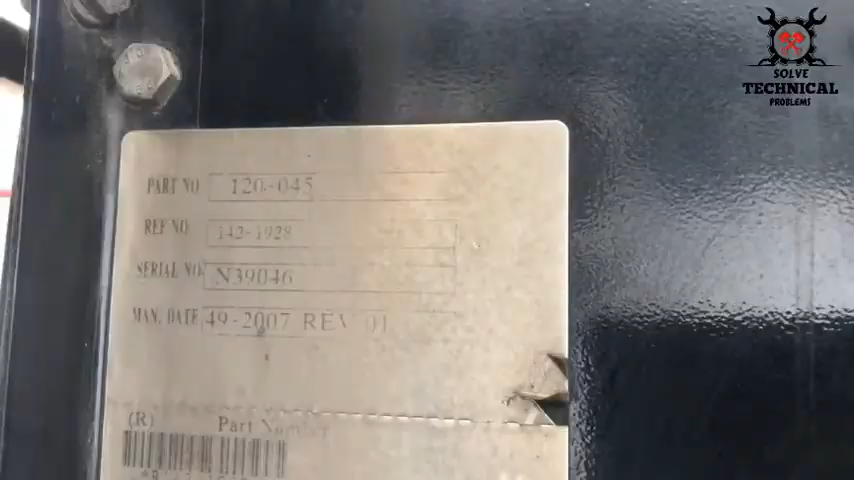 SOLVE
TECHNICAL
PROBLEMS
PART NO 120-045
REF NO 142-1928
SERIAL NO N39046
MAN. DATE 49-2007 REV 01
(R) Part Number